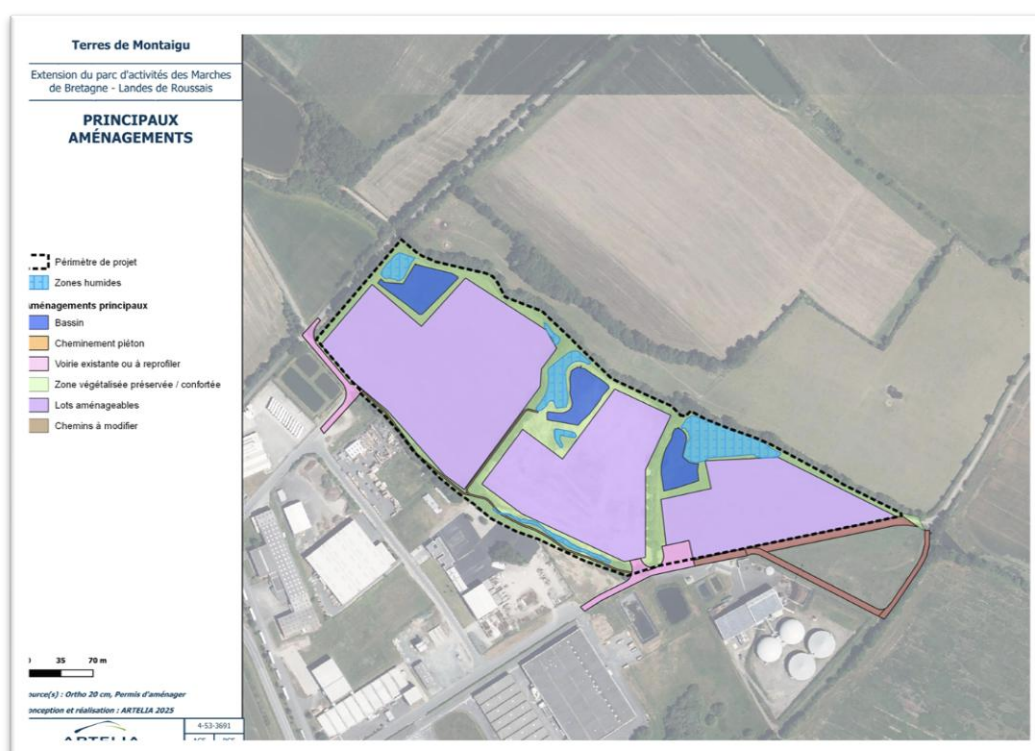 Terres de Montaigu
Extension du parc d'activités des Marches
de Bretagne - Landes de Roussais
PRINCIPAUX
AMÉNAGEMENTS
Périmètre de projet
Zones humides
ménagements principaux
Bassin
Cheminement piéton
Voirie existante ou à reprofiler
Zone végétalisée préservée / confortée
Lots aménageables
Chemins à modifier
35 70 m
ource(s) : Ortho 20 cm, Permis d'aménager
onception et réalisation : ARTELIA 2025
4-53-3691
ARTELIA